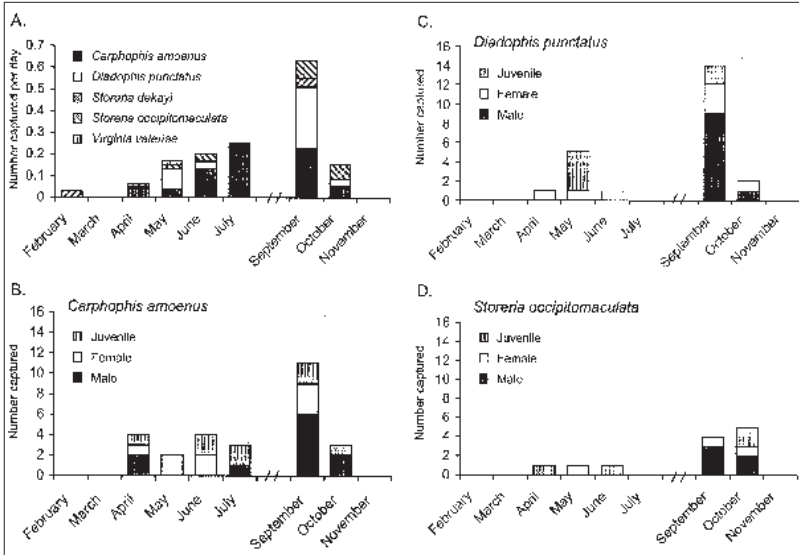 A.
Number captured per day
0.7
0.6
0.5
0.4
0.3
0.2
0.1
0
Carphophis amoenus
Diadophis punctatus
Storeria dekayi
Storeria occipitomaculata
Virginia valeriae
February
March
April
May
June
July
September
October
November
B.
Carphophis amoenus
Number captured
16
14
12
10
8
6
4
2
0
Juvenile
Female
Male
February
March
April
May
June
July
September
October
November
C.
Diadophis punctatus
Number captured
16
14
12
10
8
6
4
2
0
Juvenile
Female
Male
February
March
April
May
June
July
September
October
November
D.
Storeria occipitomaculata
Number captured
16
14
12
10
8
6
4
2
0
Juvenile
Female
Male
February
March
April
May
June
July
September
October
November